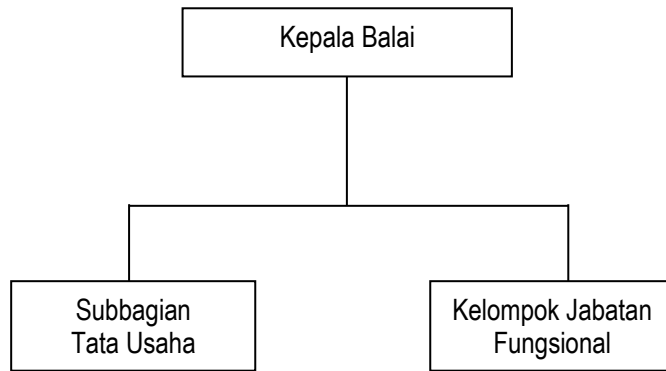 Kepala Balai
Subbagian
Tata Usaha
Kelompok Jabatan
Fungsional